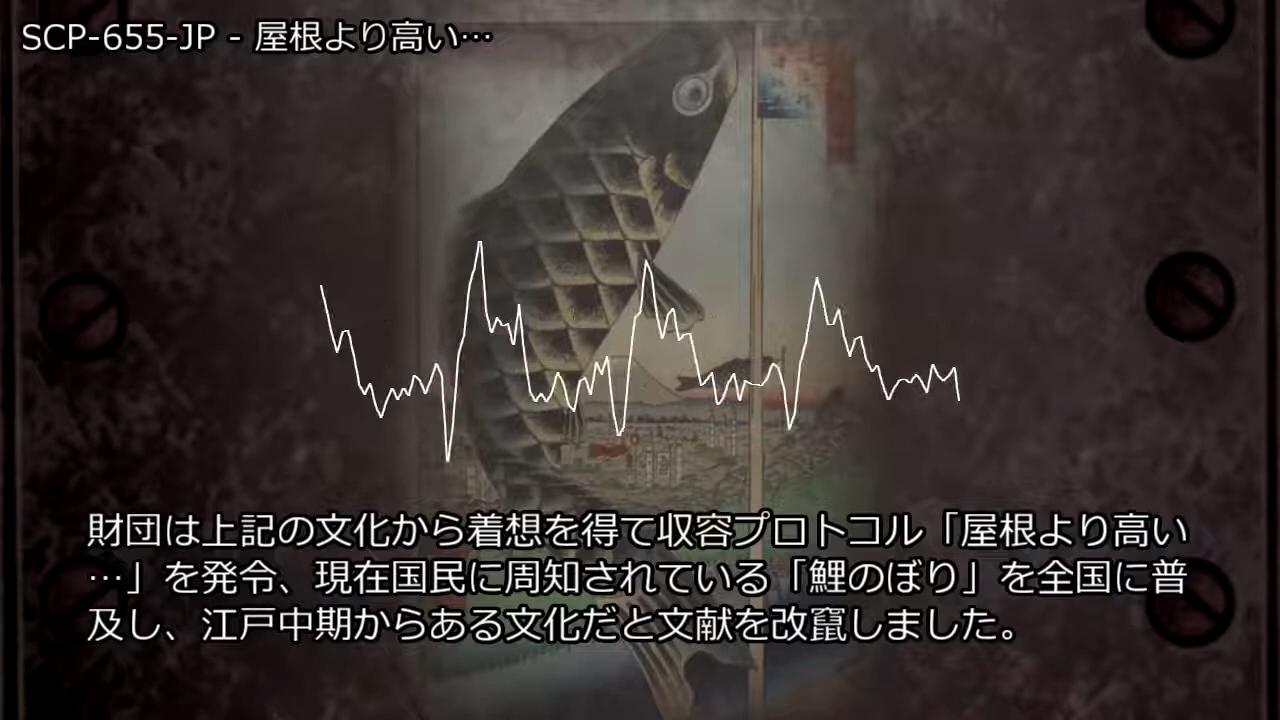 SCP-655-JP - 屋根より高い…
財団は上記の文化から着想を得て収容プロトコル「屋根より高い
…」を発令、現在国民に周知されている「鯉のぼり」を全国に普
及し、江戸中期からある文化だと文献を改竄しました。